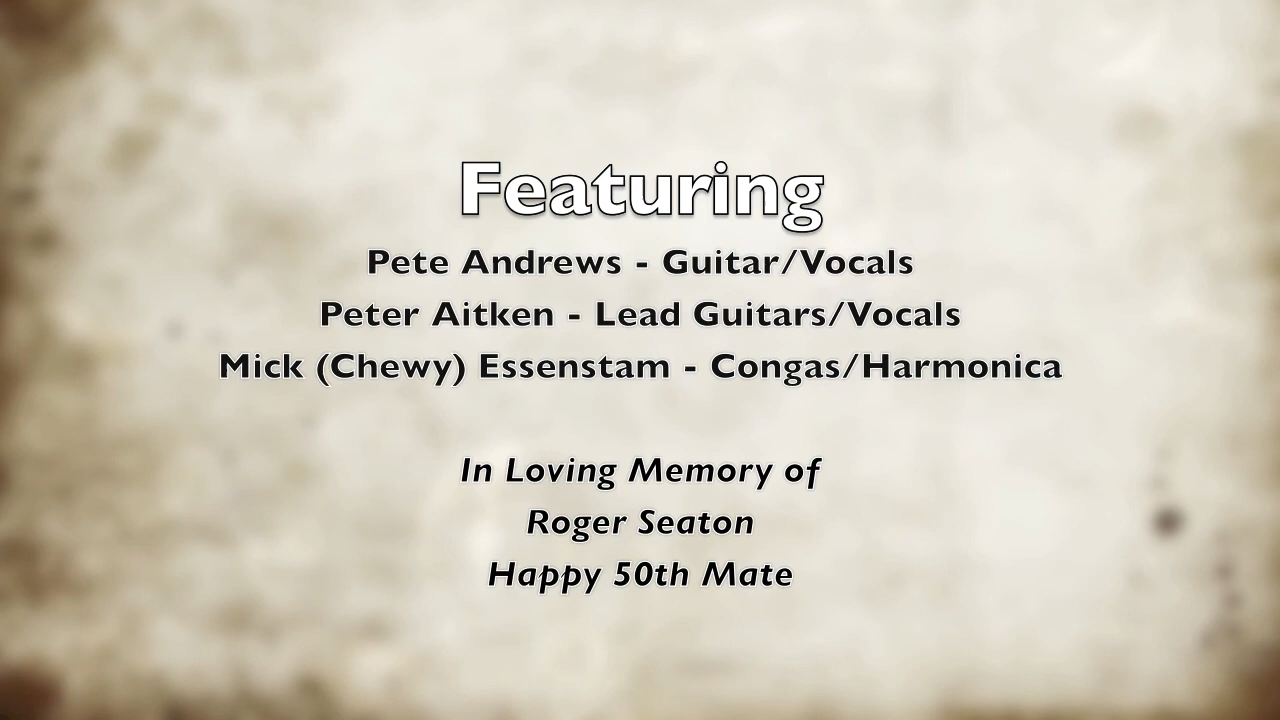 Featuring
Pete Andrews - Guitar/Vocals
Peter Aitken - Lead Guitars/Vocals
Mick (Chewy) Essenstam - Congas/Harmonica
In Loving Memory of
Roger Seaton
Happy 50th Mate